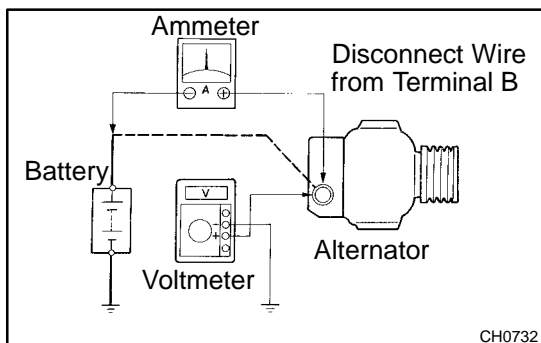 Ammeter
Disconnect Wire
from Terminal B
− A +
Battery
V
−
+
Voltmeter
Alternator
CH0732